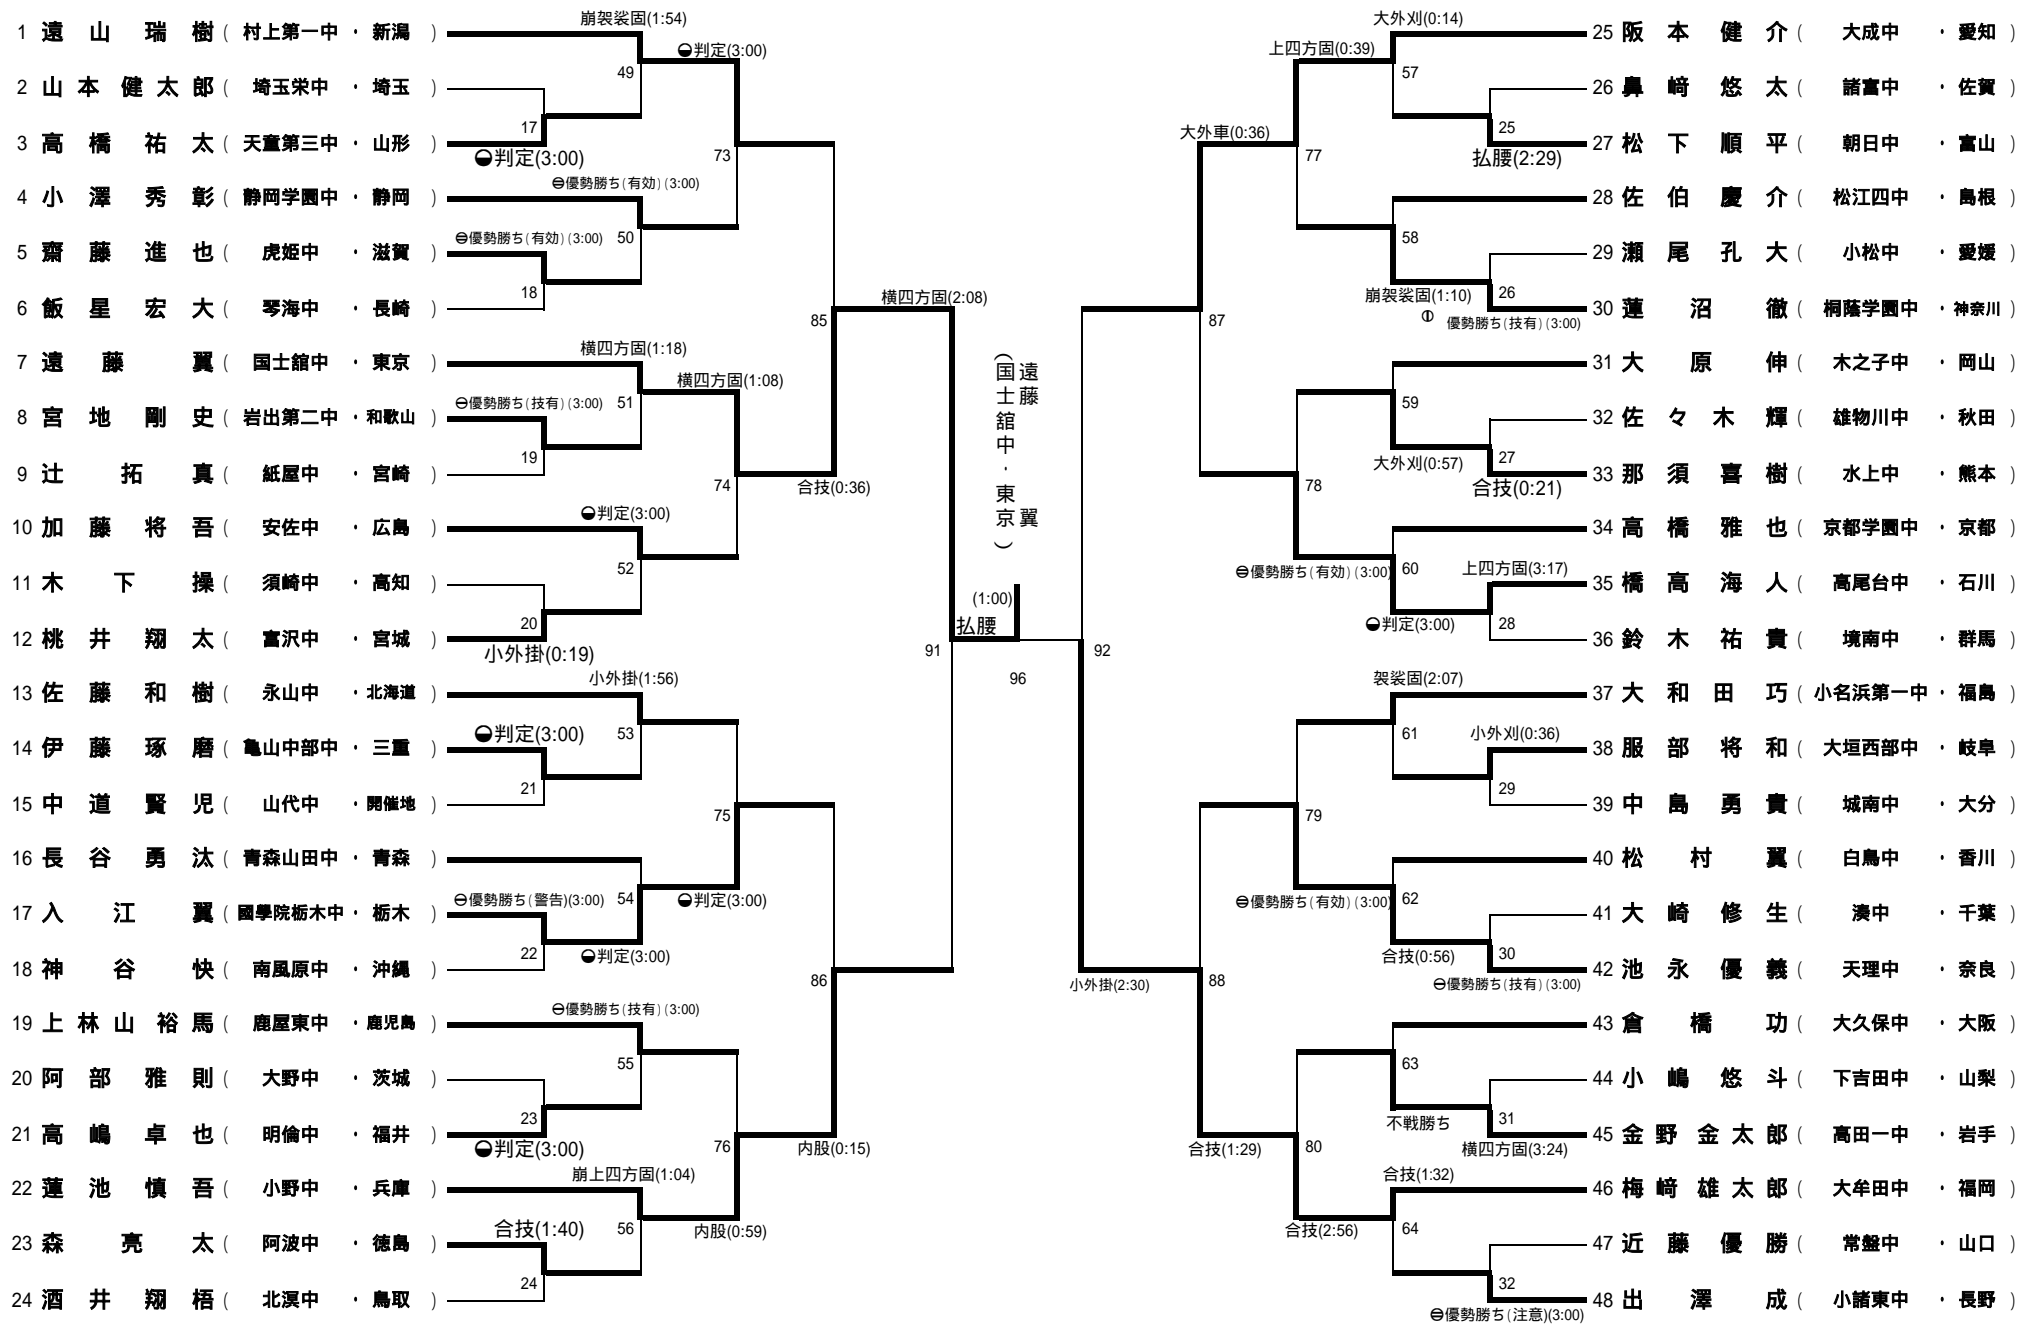 1 遠山瑞樹 ( 村上第一中 ・ 新潟 )
2 山本健太郎 ( 埼玉栄中 ・ 埼玉 )
3 高橋祐太 ( 天童第三中 ・ 山形 )
4 小澤秀彰 ( 静岡学園中 ・ 静岡 )
5 齋藤進也 ( 虎姫中 ・ 滋賀 )
6 飯星宏大 ( 琴海中 ・ 長崎 )
7 遠藤翼 ( 国士舘中 ・ 東京 )
8 宮地剛史 ( 岩出第二中 ・ 和歌山 )
9 辻拓真 ( 紙屋中 ・ 宮崎 )
10 加藤将吾 ( 安佐中 ・ 広島 )
11 木下操 ( 須崎中 ・ 高知 )
12 桃井翔太 ( 富沢中 ・ 宮城 )
13 佐藤和樹 ( 永山中 ・ 北海道 )
14 伊藤琢磨 ( 亀山中部中 ・ 三重 )
15 中道賢児 ( 山代中 ・ 開催地 )
16 長谷勇汰 ( 青森山田中 ・ 青森 )
17 入江翼 ( 國學院栃木中 ・ 栃木 )
18 神谷快 ( 南風原中 ・ 沖縄 )
19 上林山裕馬 ( 鹿屋東中 ・ 鹿児島 )
20 阿部雅則 ( 大野中 ・ 茨城 )
21 高嶋卓也 ( 明倫中 ・ 福井 )
22 蓮池慎吾 ( 小野中 ・ 兵庫 )
23 森亮太 ( 阿波中 ・ 徳島 )
24 酒井翔梧 ( 北溟中 ・ 鳥取 )
17
◒判定(3:00)
⊜優勢勝ち(有効)(3:00)
18
⊖優勢勝ち(技有)(3:00)
19
20
小外掛(0:19)
◒判定(3:00)
21
⊖優勢勝ち(警告)(3:00)
22
23
◒判定(3:00)
合技(1:40)
24
崩袈裟固(1:54)
49
⊜優勢勝ち(有効)(3:00)
50
横四方固(1:18)
51
◒判定(3:00)
52
小外掛(1:56)
53
54
◒判定(3:00)
⊖優勢勝ち(技有)(3:00)
55
崩上四方固(1:04)
56
◒判定(3:00)
73
横四方固(1:08)
74
75
◒判定(3:00)
76
内股(0:59)
85
合技(0:36)
86
内股(0:15)
横四方固(2:08)
91
遠藤 翼
(国士舘中・東京)
(1:00)
払腰
96
92
小外掛(2:30)
大外車(0:36)
87
88
合技(1:29)
上四方固(0:39)
77
78
⊜優勢勝ち(有効)(3:00)
79
⊜優勢勝ち(有効)(3:00)
80
合技(2:56)
大外刈(0:14)
57
58
崩袈裟固(1:10)
59
大外刈(0:57)
60
◒判定(3:00)
袈裟固(2:07)
61
62
合技(0:56)
63
不戦勝ち
合技(1:32)
64
25
払腰(2:29)
26
⦶ 優勢勝ち(技有)(3:00)
27
合技(0:21)
上四方固(3:17)
28
小外刈(0:36)
29
30
⊖優勢勝ち(技有)(3:00)
31
横四方固(3:24)
32
⊜優勢勝ち(注意)(3:00)
25 阪本健介 ( 大成中 ・ 愛知 )
26 鼻﨑悠太 ( 諸富中 ・ 佐賀 )
27 松下順平 ( 朝日中 ・ 富山 )
28 佐伯慶介 ( 松江四中 ・ 島根 )
29 瀬尾孔大 ( 小松中 ・ 愛媛 )
30 蓮沼徹 ( 桐蔭学園中 ・ 神奈川 )
31 大原伸 ( 木之子中 ・ 岡山 )
32 佐々木輝 ( 雄物川中 ・ 秋田 )
33 那須喜樹 ( 水上中 ・ 熊本 )
34 高橋雅也 ( 京都学園中 ・ 京都 )
35 橋高海人 ( 高尾台中 ・ 石川 )
36 鈴木祐貴 ( 境南中 ・ 群馬 )
37 大和田巧 ( 小名浜第一中 ・ 福島 )
38 服部将和 ( 大垣西部中 ・ 岐阜 )
39 中島勇貴 ( 城南中 ・ 大分 )
40 松村翼 ( 白鳥中 ・ 香川 )
41 大崎修生 ( 湊中 ・ 千葉 )
42 池永優義 ( 天理中 ・ 奈良 )
43 倉橋功 ( 大久保中 ・ 大阪 )
44 小嶋悠斗 ( 下吉田中 ・ 山梨 )
45 金野金太郎 ( 高田一中 ・ 岩手 )
46 梅﨑雄太郎 ( 大牟田中 ・ 福岡 )
47 近藤優勝 ( 常盤中 ・ 山口 )
48 出澤成 ( 小諸東中 ・ 長野 )